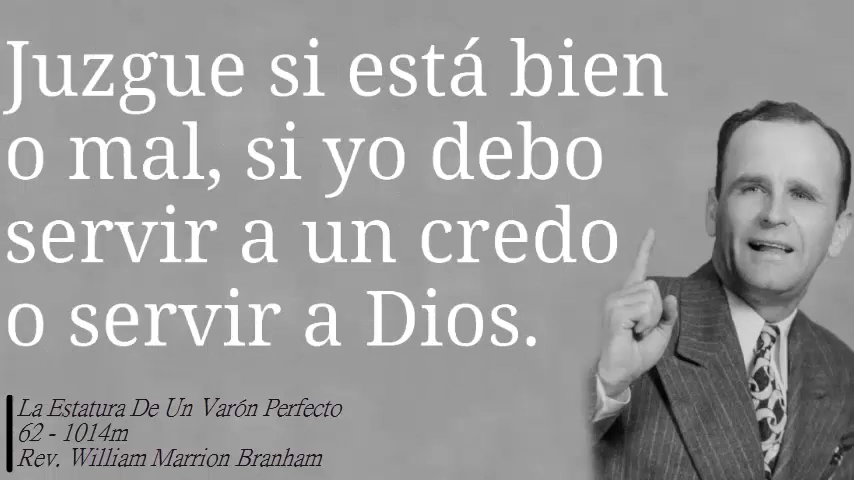 Juzgue si está bien
o mal, si yo debo
servir a un credo
o servir a Dios.
La Estatura De Un Varón Perfecto
62 - 1014m
Rev. William Marrion Branham